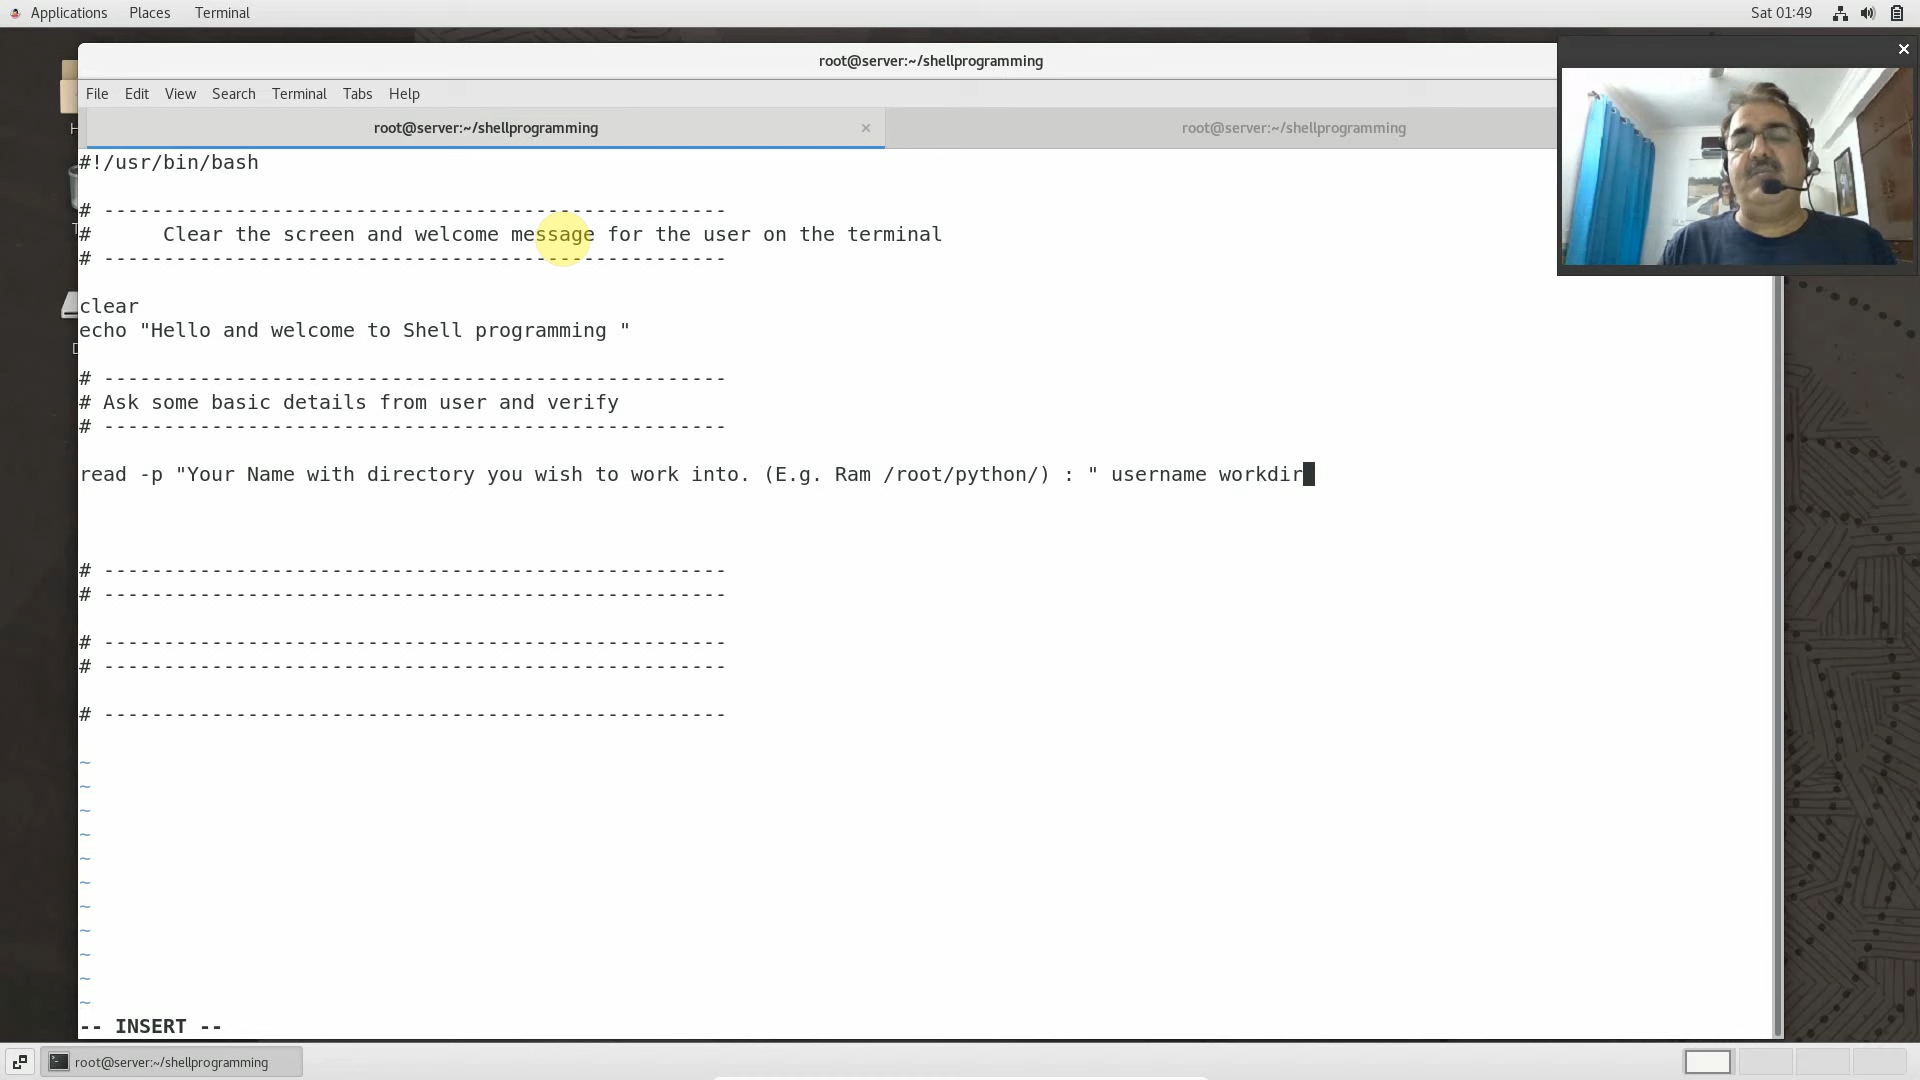 Applications Places Terminal Sat 01:49
root@server:~/shellprogramming
File Edit View Search Terminal Tabs Help
root@server:~/shellprogramming × root@server:~/shellprogramming
#!/usr/bin/bash
# ----------------------------------------------------
#      Clear the screen and welcome message for the user on the terminal
# ----------------------------------------------------
clear
echo "Hello and welcome to Shell programming "
# ----------------------------------------------------
# Ask some basic details from user and verify
# ----------------------------------------------------
read -p "Your Name with directory you wish to work into. (E.g. Ram /root/python/) : " username workdir
# ----------------------------------------------------
# ----------------------------------------------------
# ----------------------------------------------------
# ----------------------------------------------------
# ----------------------------------------------------
~
~
~
~
~
~
~
~
~
~
~
-- INSERT --
root@server:~/shellprogramming